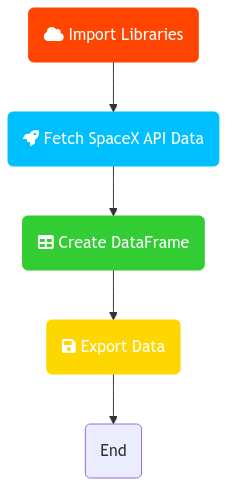 Import Libraries
Fetch SpaceX API Data
Create DataFrame
Export Data
End